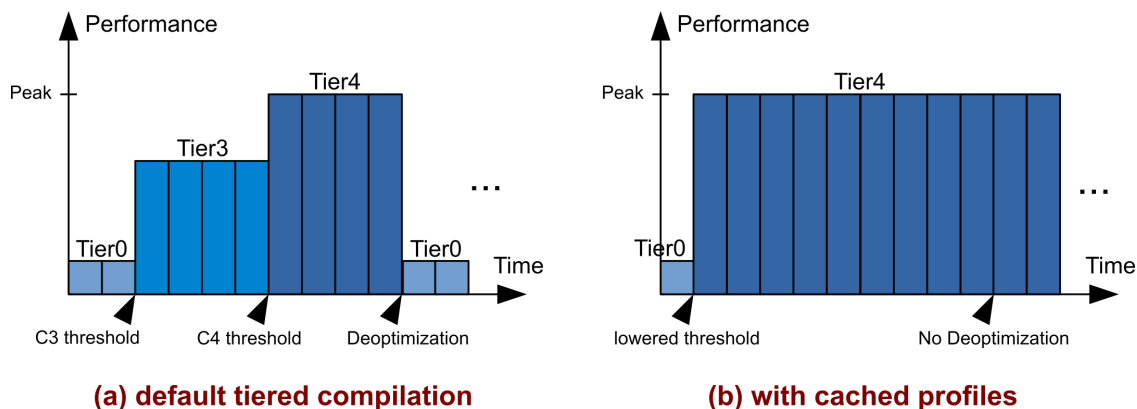 Performance
Peak
Tier4
Tier3
...
Tier0
Tier0
Time
C3 threshold
C4 threshold
Deoptimization
(a) default tiered compilation
Performance
Peak
Tier4
...
Tier0
Time
lowered threshold
No Deoptimization
(b) with cached profiles